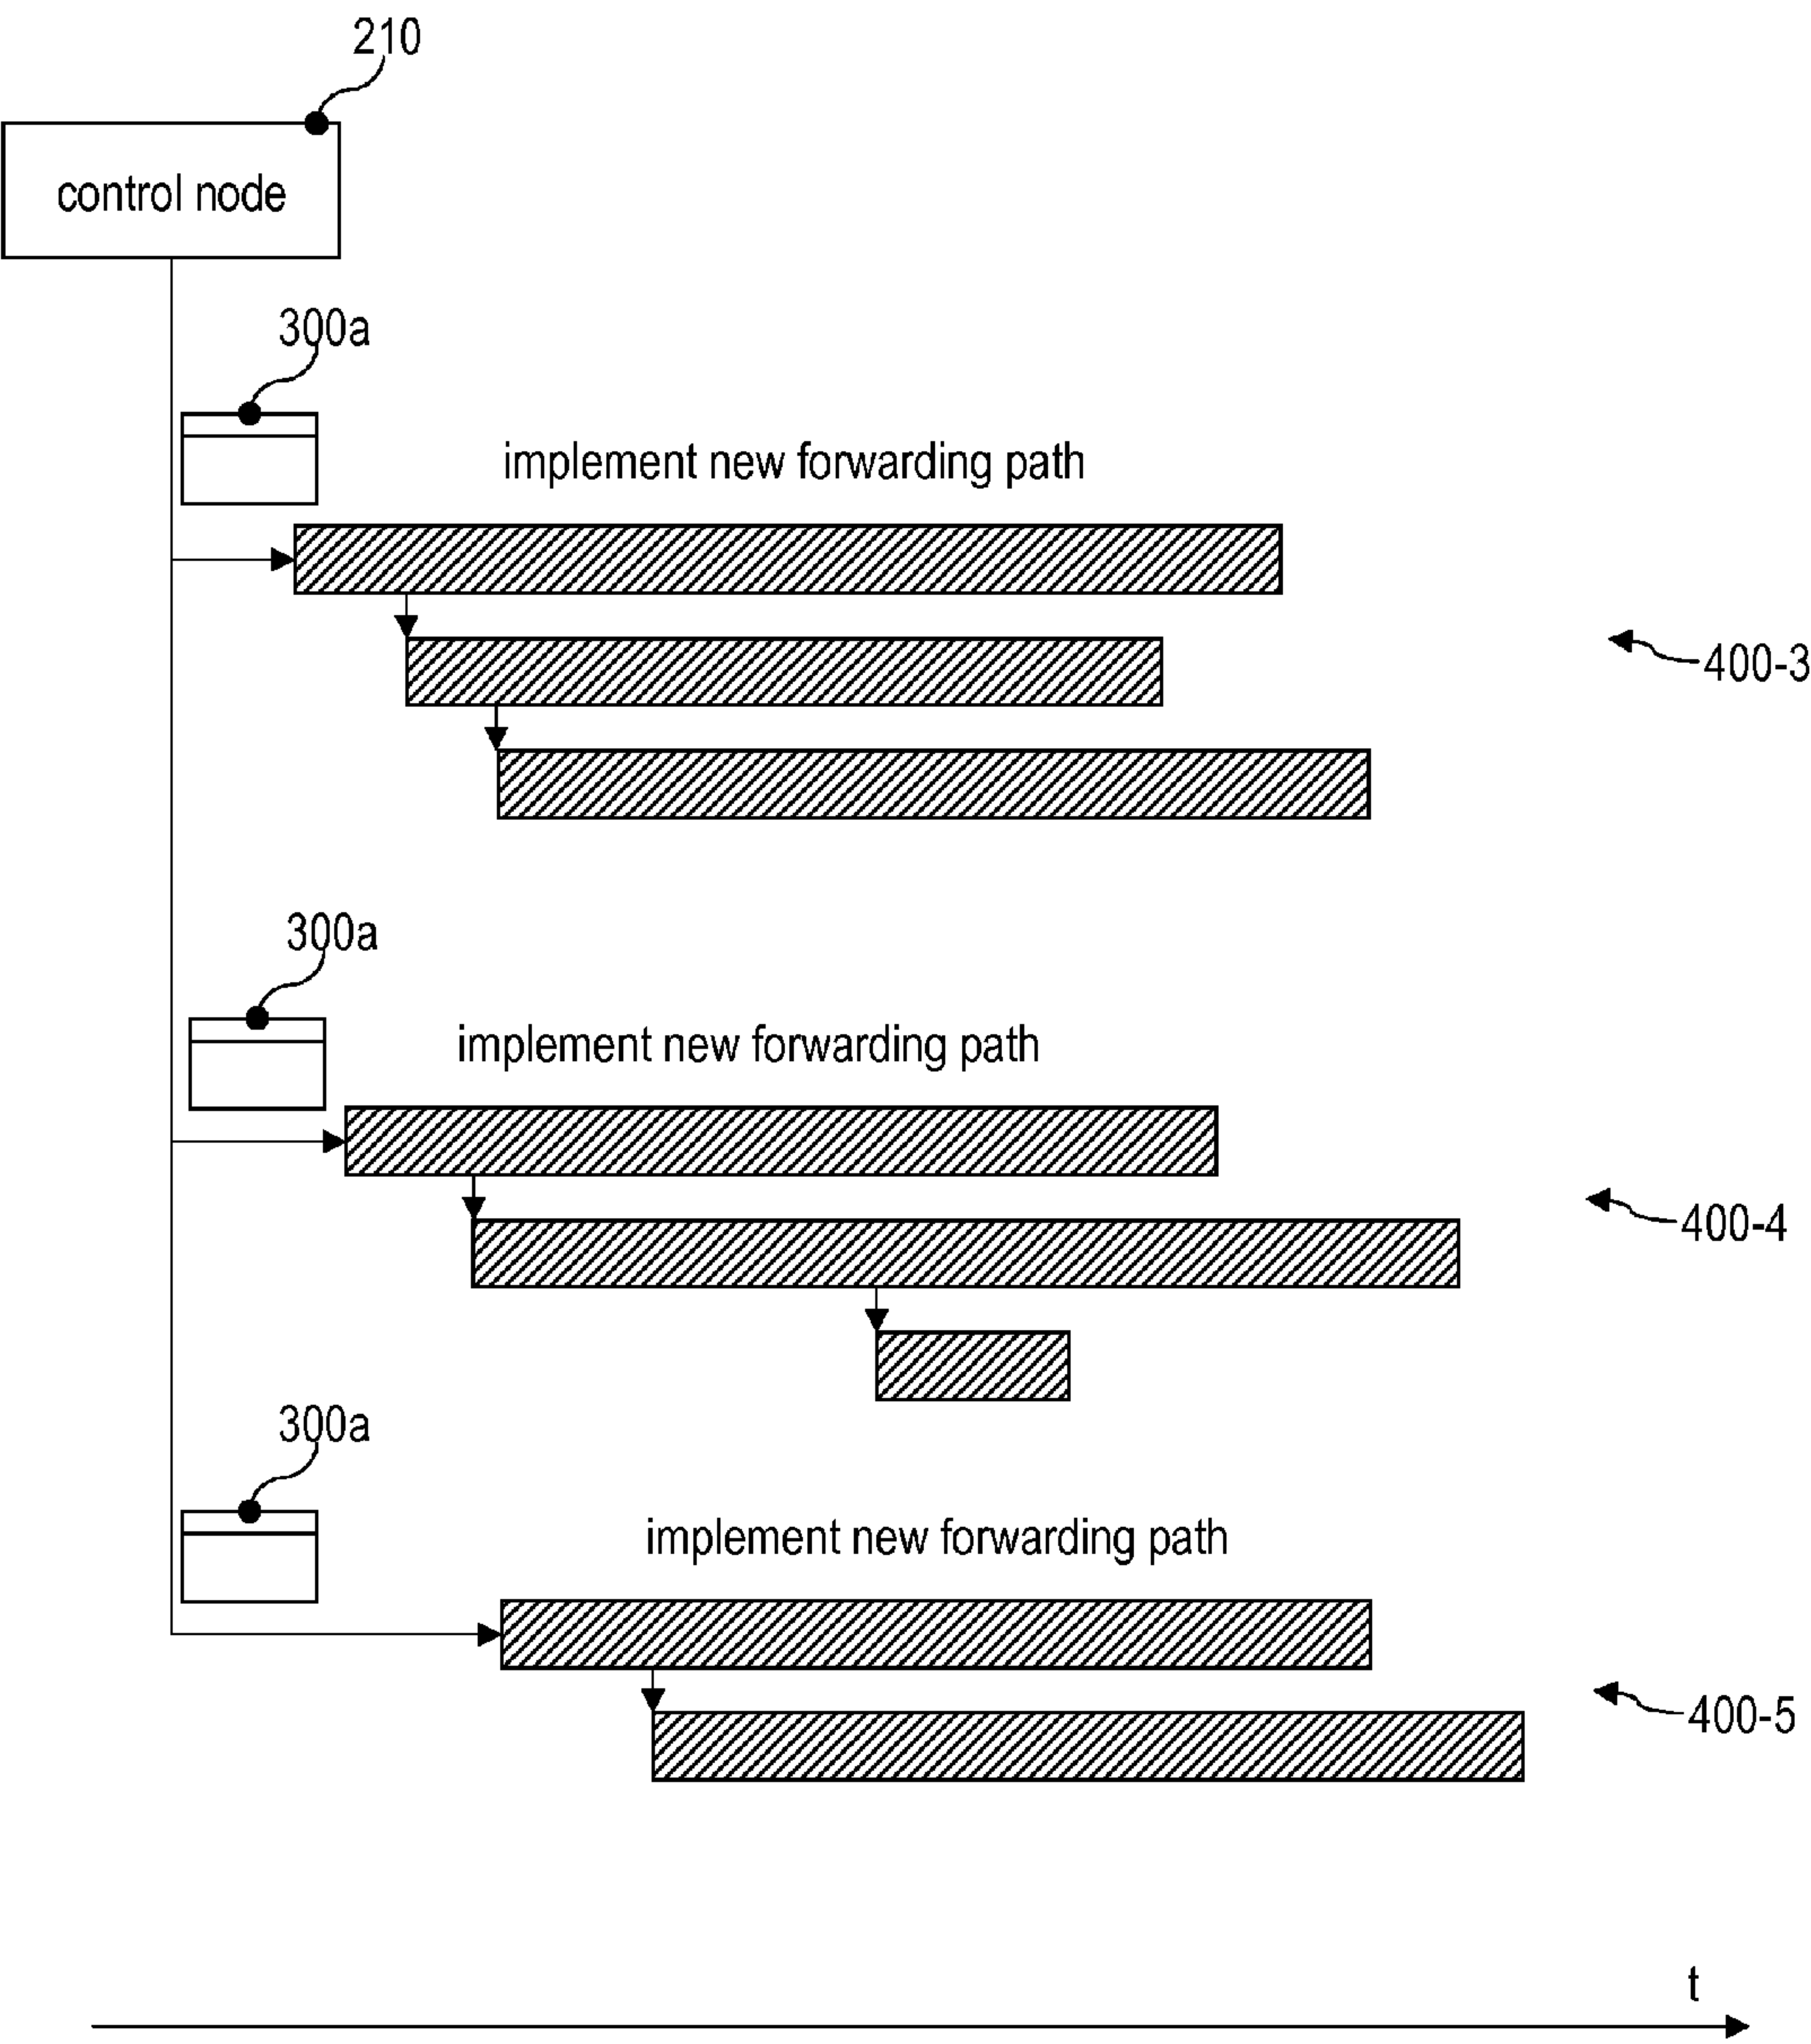 210
control node
300a
implement new forwarding path
400-3
300a
implement new forwarding path
400-4
300a
implement new forwarding path
400-5
t